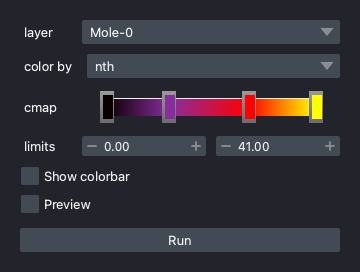 layer Mole-0
color by nth
cmap
limits − 0.00 + − 41.00 +
Show colorbar
Preview
Run